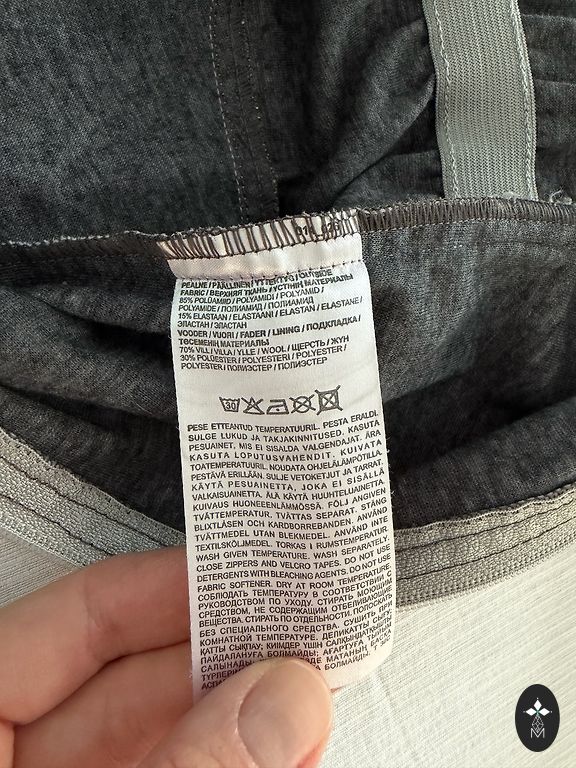 PEALNE / PÄÄLLINEN / YTTERTYG / OUTSIDE
FABRIC / ВЕРХНЯЯ ТКАНЬ / ҮСТІҢГІ МАТЕРИАЛЫ
85% POLÜAMIID / POLYAMIDI / POLYAMID /
POLYAMIDE / ПОЛИАМИД / ПОЛИАМИД
15% ELASTAAN / ELASTAANI / ELASTAN / ELASTANE /
ЭЛАСТАН / ЭЛАСТАН
VOODER / VUORI / FODER / LINING / ПОДКЛАДКА /
ТӨСЕМЕНІҢ МАТЕРИАЛЫ
70% VILL / VILLA / YLLE / WOOL / ШЕРСТЬ / ЖҮН
30% POLÜESTER / POLYESTERI / POLYESTER /
POLYESTER / ПОЛИЭСТЕР / ПОЛИЭСТЕР
30
PESE ETTEANTUD TEMPERATUURIL. PESTA ERALDI.
SULGE LUKUD JA TAKJAKINNITUSED. KASUTA
PESUAINET, MIS EI SISALDA VALGENDAJAT. ÄRA
KASUTA LOPUTUSVAHENDIT. KUIVATA
TOATEMPERATUURIL. NOUDATA OHJELÄMPÖTILLA.
PESTÄVÄ ERILLÄÄN. SULJE VETOKETJUT JA TARRAT.
KÄYTÄ PESUAINETTA, JOKA EI SISÄLLÄ
VALKAISUAINETTA. ÄLÄ KÄYTÄ HUUHTELUAINETTA.
KUIVAUS HUONEENLÄMMÖSSÄ. FÖLJ ANGIVEN
TVÄTTEMPERATUR. TVÄTTAS SEPARAT. STÄNG
BLIXTLÅSEN OCH KARDBORREBANDEN. ANVÄND
TVÄTTMEDEL UTAN BLEKMEDEL. ANVÄND INTE
TEXTILSKÖLJMEDEL. TORKAS I RUMSTEMPERATUR.
WASH GIVEN TEMPERATURE. WASH SEPARATELY.
CLOSE ZIPPERS AND VELCRO TAPES. DO NOT USE
DETERGENTS WITH BLEACHING AGENTS. DO NOT USE
FABRIC SOFTENER. DRY AT ROOM TEMPERATURE.
СОБЛЮДАТЬ ТЕМПЕРАТУРУ В СООТВЕТСТВИИ С
РУКОВОДСТВОМ ПО УХОДУ. СТИРАТЬ МОЮЩИМ
СРЕДСТВОМ, НЕ СОДЕРЖАЩИМ ОТБЕЛИВАЮЩИЕ
ВЕЩЕСТВА. СТИРАТЬ ПО ОТДЕЛЬНОСТИ. ПОЛОСКАТЬ
БЕЗ СПЕЦИАЛЬНОГО СРЕДСТВА. СУШИТЬ ПРИ
КОМНАТНОЙ ТЕМПЕРАТУРЕ.
ПАЙДАЛАНУҒА БОЛМАЙДЫ;
САЛЫНАДЫ
M